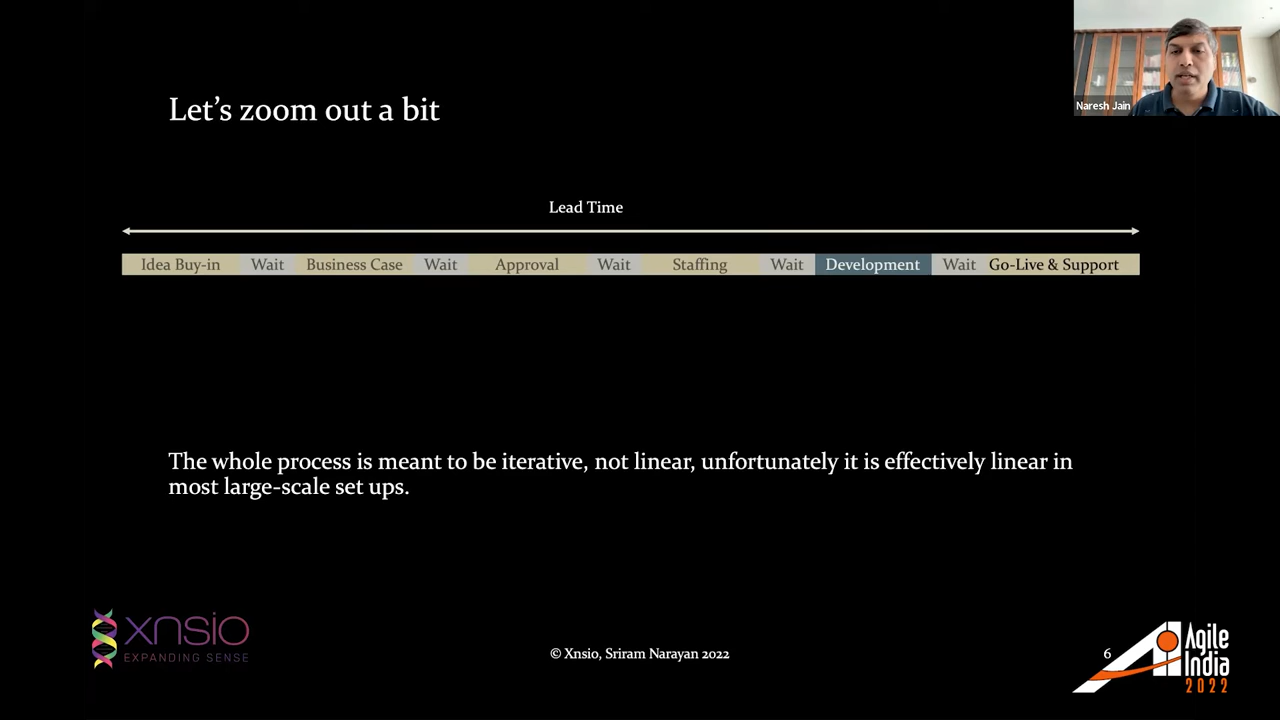 Naresh Jain
Let's zoom out a bit
Lead Time
Idea Buy-in Wait Business Case Wait Approval Wait Staffing Wait Development Wait Go-Live & Support
The whole process is meant to be iterative, not linear, unfortunately it is effectively linear in
most large-scale set ups.
xnsio
EXPANDING SENSE
© Xnsio, Sriram Narayan 2022
6
Agile
India
2022